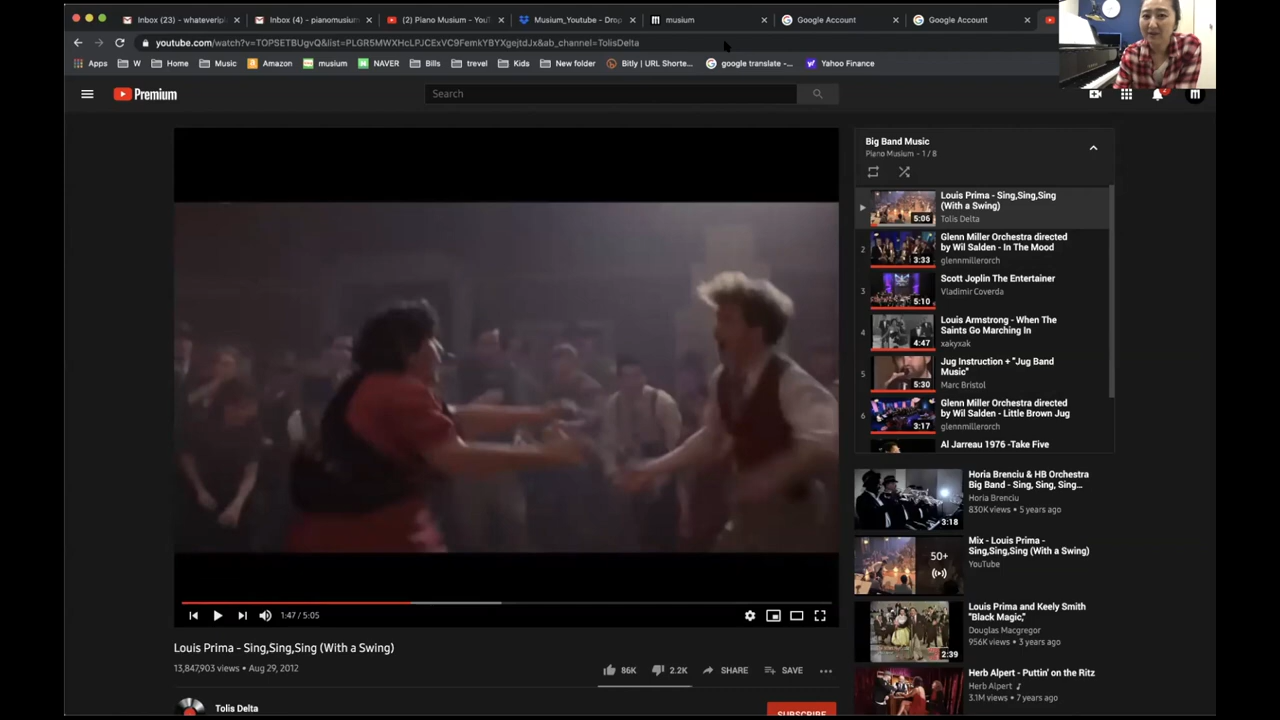 Inbox (23) - whateveripl
Inbox (4) - pianomusium
(2) Piano Musium - YouT
Musium_Youtube - Drop
musium
Google Account
Google Account
youtube.com/watch?v=TOPSETBUgvQ&list=PLGR5MWXHcLPJCExVC9FemkYBYXgejtdJx&ab_channel=TolisDelta
Apps
W
Home
Music
Amazon
musium
NAVER
Bills
trevel
Kids
New folder
Bitly | URL Shorte...
google translate -...
Yahoo Finance
Premium
Search
Big Band Music
Piano Musium - 1 / 8
Louis Prima - Sing,Sing,Sing
(With a Swing)
Tolis Delta
5:06
2
Glenn Miller Orchestra directed
by Wil Salden - In The Mood
glennmillerorch
3:33
3
Scott Joplin The Entertainer
Vladimir Coverda
5:10
4
Louis Armstrong - When The
Saints Go Marching In
xakyxak
4:47
5
Jug Instruction + "Jug Band
Music"
Marc Bristol
5:30
6
Glenn Miller Orchestra directed
by Wil Salden - Little Brown Jug
glennmillerorch
3:17
Al Jarreau 1976 -Take Five
Horia Brenciu & HB Orchestra
Big Band - Sing, Sing, Sing...
Horia Brenciu
830K views • 5 years ago
3:18
Mix - Louis Prima -
Sing,Sing,Sing (With a Swing)
YouTube
50+
Louis Prima and Keely Smith
"Black Magic,"
Douglas Macgregor
956K views • 3 years ago
2:39
Herb Alpert - Puttin' on the Ritz
Herb Alpert
3.1M views • 7 years ago
1:47 / 5:05
Louis Prima - Sing,Sing,Sing (With a Swing)
13,847,903 views • Aug 29, 2012
86K
2.2K
SHARE
SAVE
Tolis Delta
SUBSCRIBE